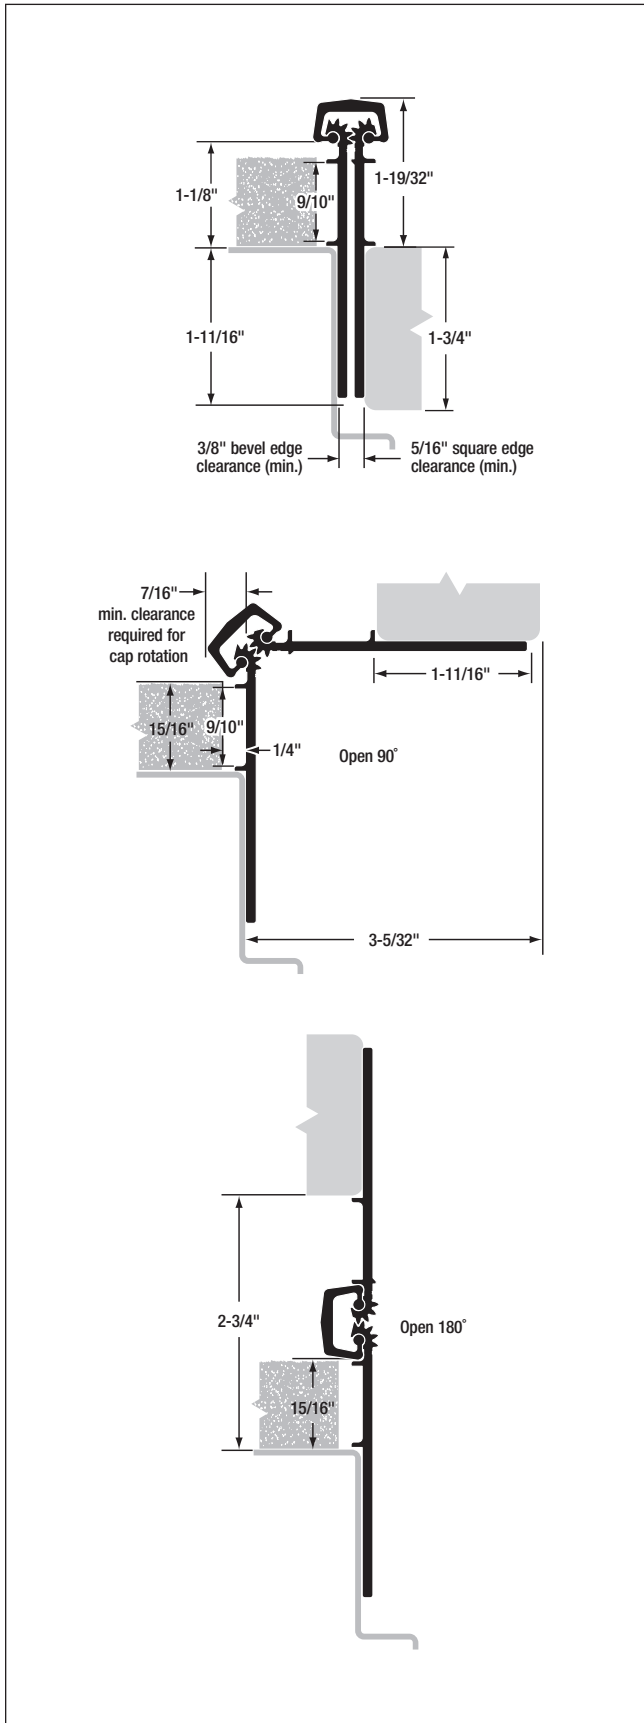 1-1/8"
9/10"
1-19/32"
1-11/16"
1-3/4"
3/8" bevel edge
clearance (min.)
5/16" square edge
clearance (min.)
7/16"
min. clearance
required for
cap rotation
1-11/16"
15/16"
9/10"
1/4"
Open 90°
3-5/32"
2-3/4"
Open 180°
15/16"